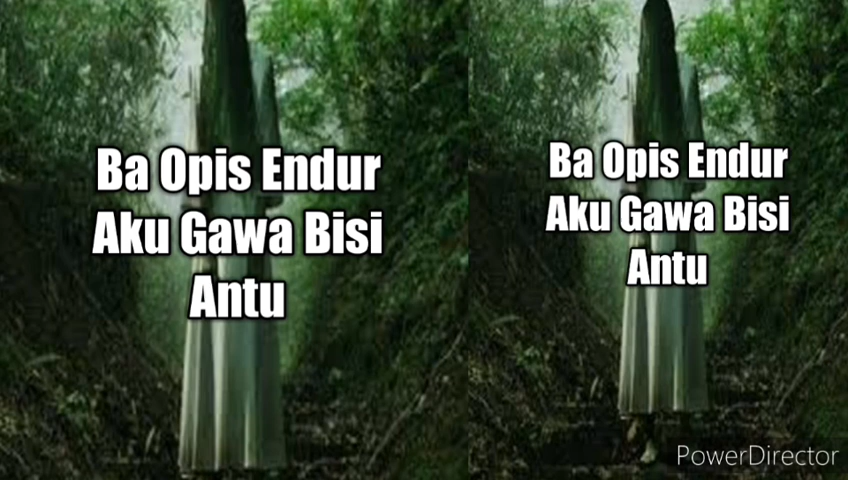 Ba Opis Endur
Aku Gawa Bisi
Antu
Ba Opis Endur
Aku Gawa Bisi
Antu
PowerDirector